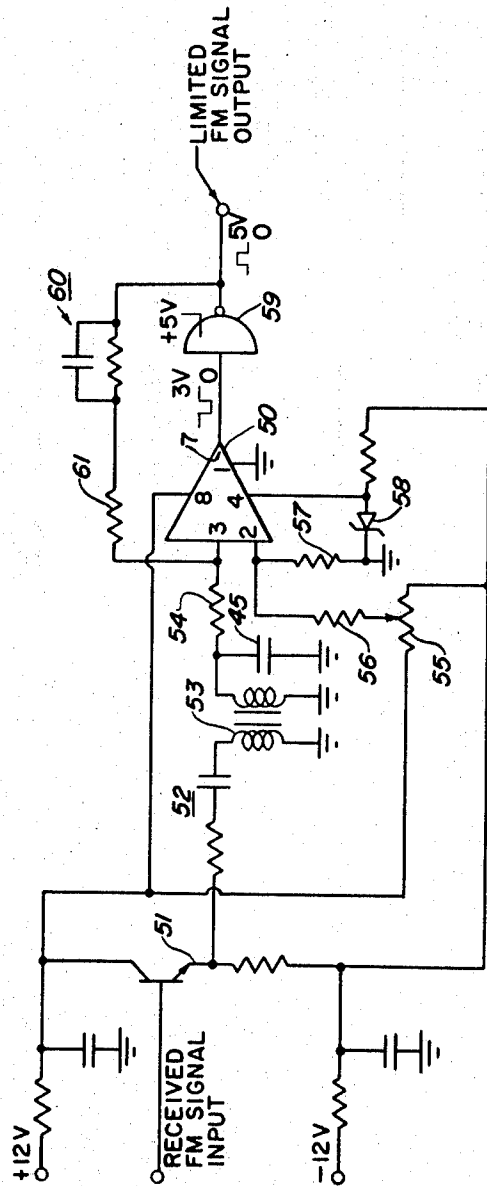 +12V
RECEIVED
FM SIGNAL
INPUT
-12V
51
52
53
45
54
61
60
3
2
8
4
7
1
50
3V
0
+5V
59
5V
0
LIMITED
FM SIGNAL
OUTPUT
57
58
56
55